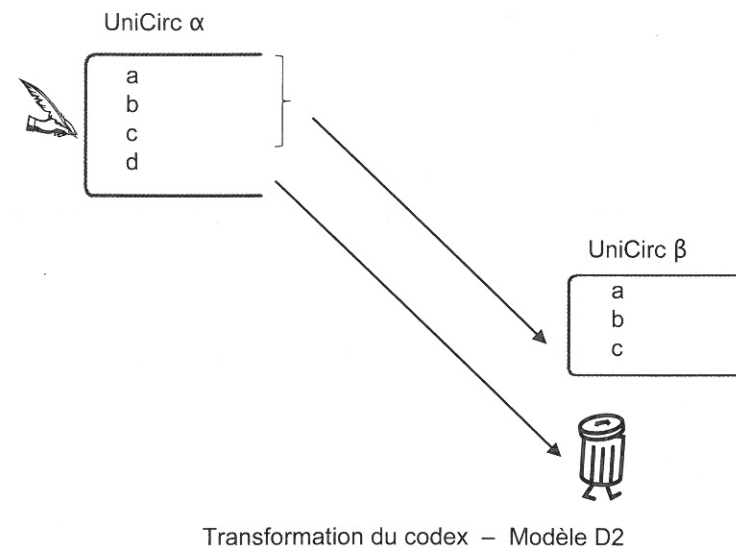 UniCirc α
a
b
c
d
UniCirc β
a
b
c
Transformation du codex – Modèle D2